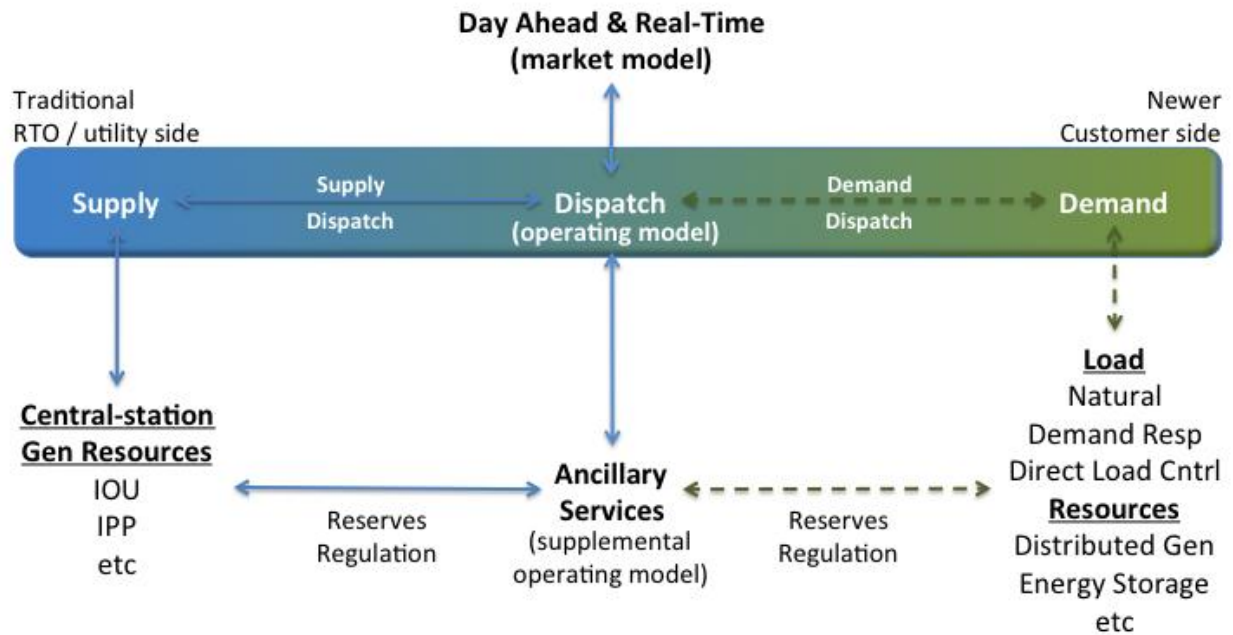 Day Ahead & Real-Time
(market model)
Traditional
RTO / utility side
Newer
Customer side
Supply
Supply
Dispatch
Dispatch
(operating model)
Demand
Dispatch
Demand
Central-station
Gen Resources
IOU
IPP
etc
Reserves
Regulation
Ancillary
Services
(supplemental
operating model)
Reserves
Regulation
Load
Natural
Demand Resp
Direct Load Cntrl
Resources
Distributed Gen
Energy Storage
etc